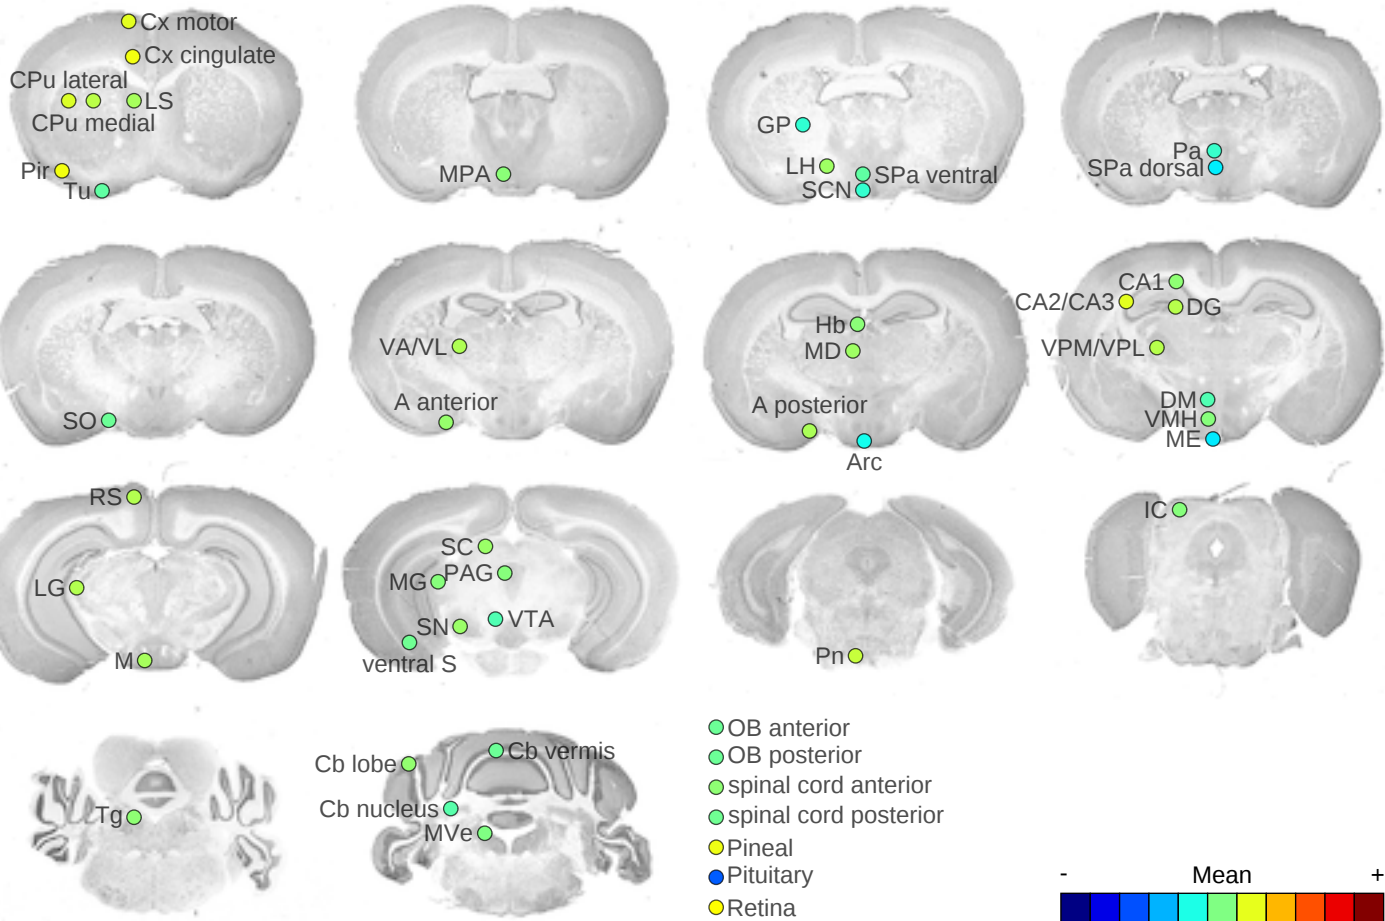 Cx motor
Cx cingulate
CPu lateral
LS
CPu medial
Pir
Tu
MPA
GP
LH
SPa ventral
SCN
Pa
SPa dorsal
SO
VA/VL
A anterior
Hb
MD
A posterior
Arc
CA1
CA2/CA3
DG
VPM/VPL
DM
VMH
ME
RS
LG
M
SC
MG
PAG
SN
VTA
ventral S
Pn
IC
Tg
Cb lobe
Cb vermis
Cb nucleus
MVe
OB anterior
OB posterior
spinal cord anterior
spinal cord posterior
Pineal
Pituitary
Retina
- Mean +